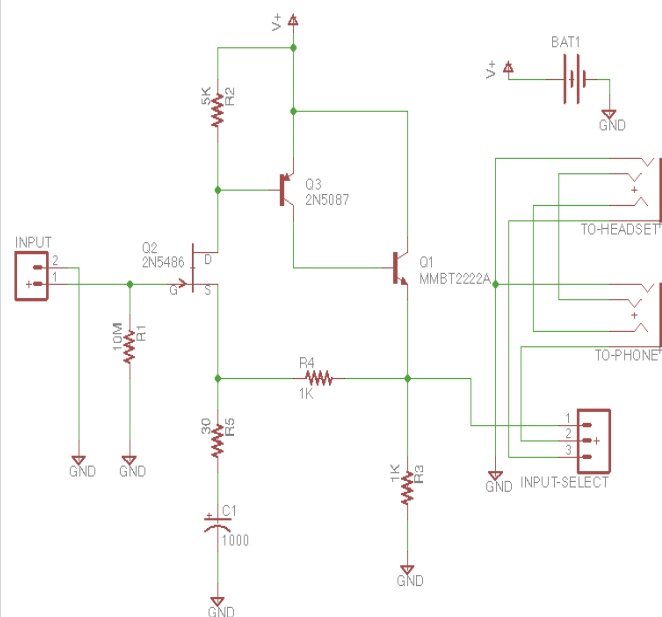 V+
BAT1
V+
5K
R2
GND
Q3
2N5087
TO-HEADSET
INPUT
Q2
2N5486
D
2
1
+
G
S
Q1
MMBT2222A
10M
R1
TO-PHONE
R4
1K
30
R5
1
2
+
3
GND
GND
1K
R3
GND
INPUT-SELECT
+
C1
1000
GND
GND